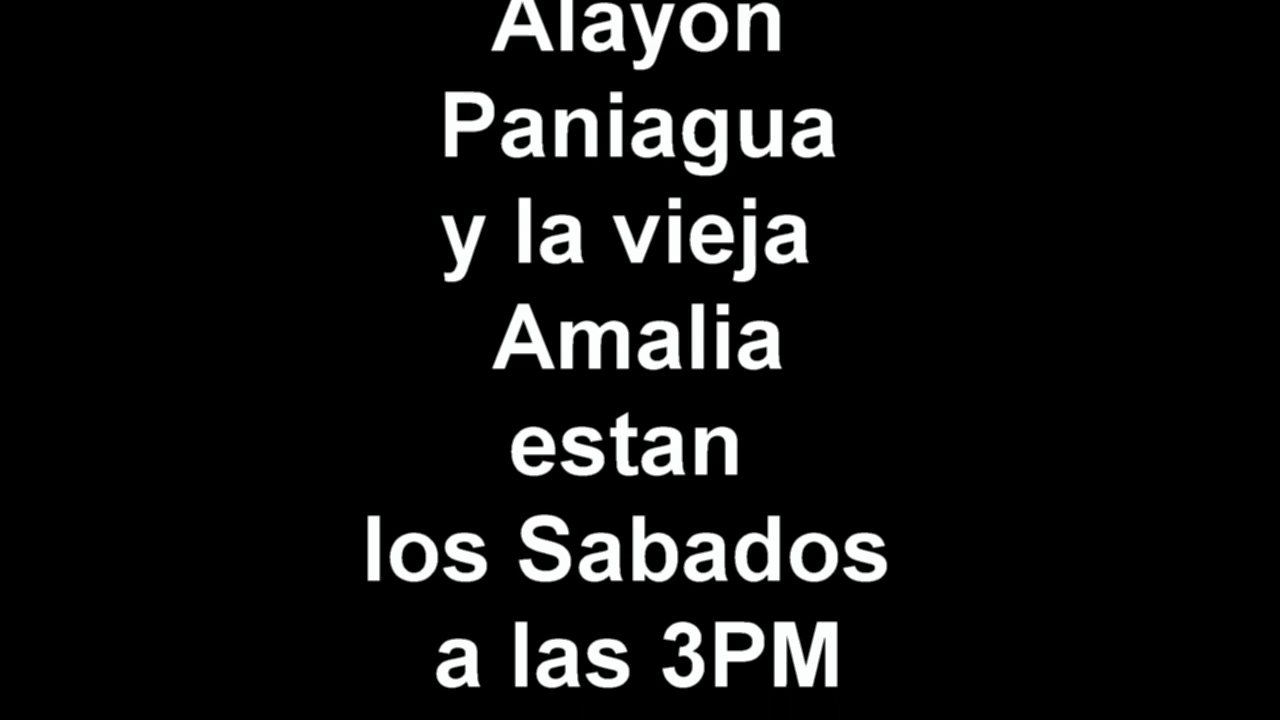 Alayon
Paniagua
y la vieja
Amalia
estan
los Sabados
a las 3PM